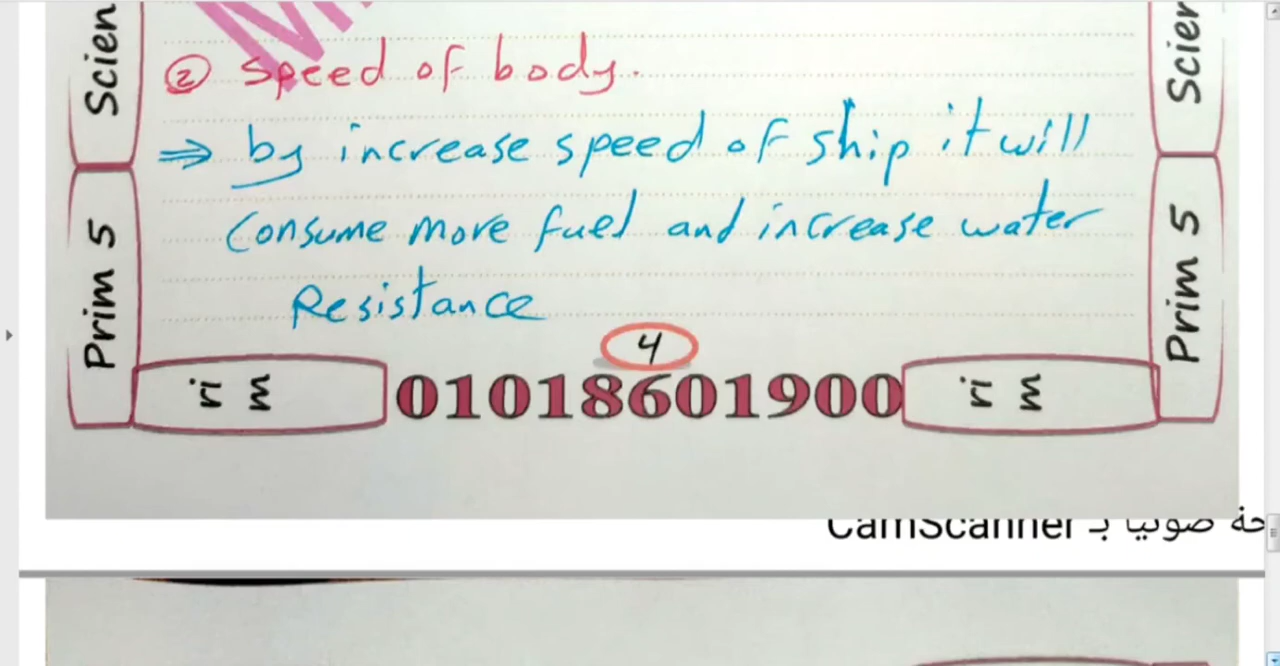 Scien
Scier
② Speed of body.
⇒ by increase speed of ship it will
Consume more fuel and increase water
Resistance
Prim 5
Prim 5
4
01018601900
CamScanner